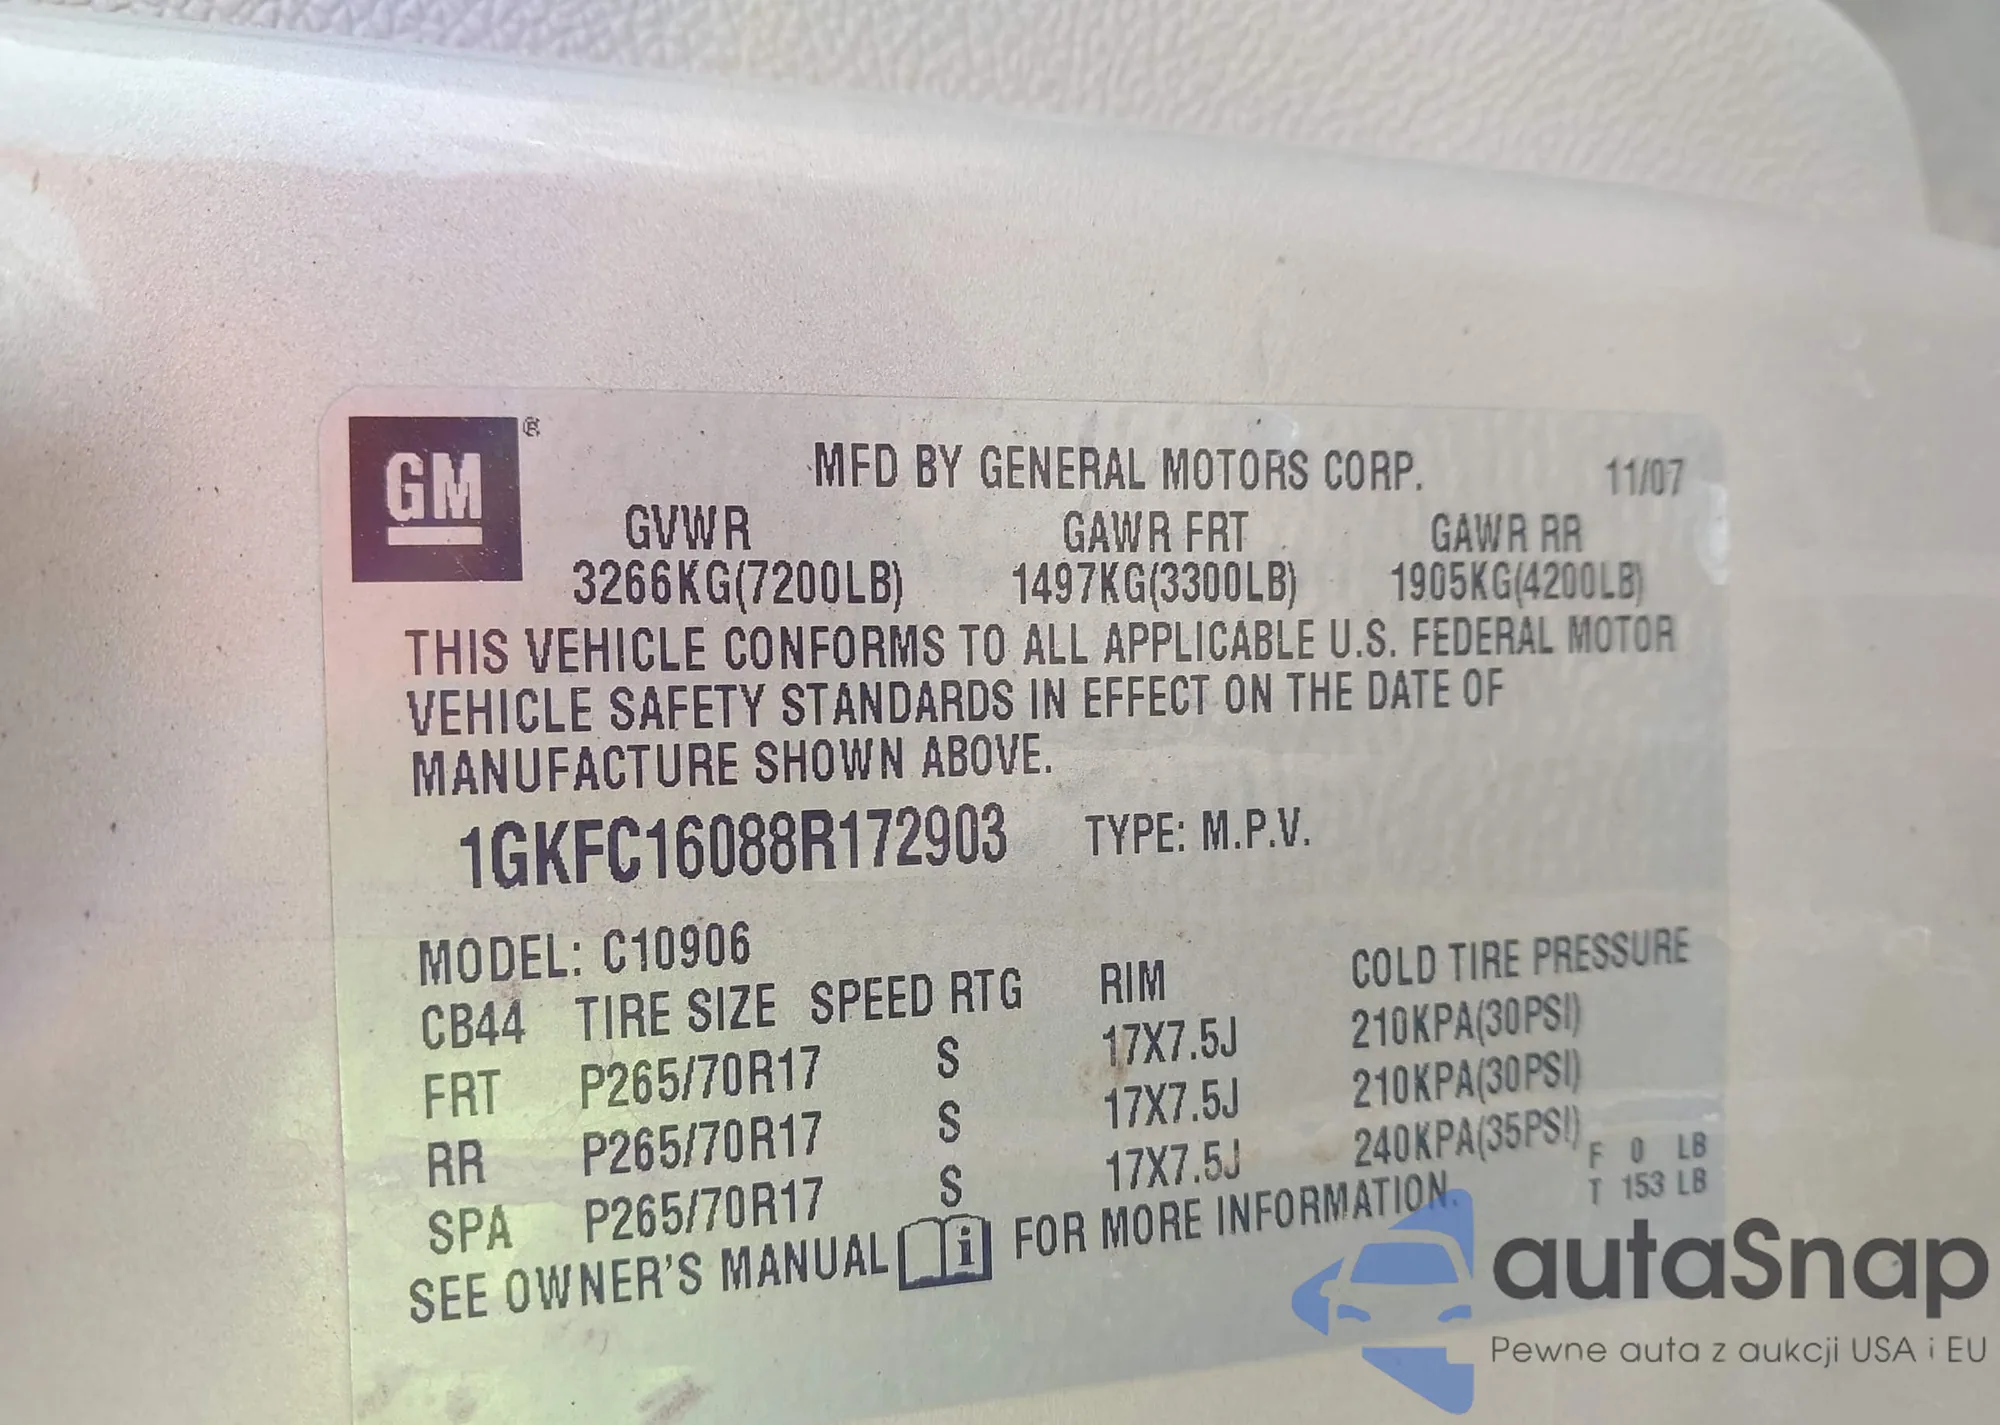 GM ®
MFD BY GENERAL MOTORS CORP. 11/07
GVWR GAWR FRT GAWR RR
3266KG(7200LB) 1497KG(3300LB) 1905KG(4200LB)
THIS VEHICLE CONFORMS TO ALL APPLICABLE U.S. FEDERAL MOTOR
VEHICLE SAFETY STANDARDS IN EFFECT ON THE DATE OF
MANUFACTURE SHOWN ABOVE.
1GKFC16088R172903 TYPE: M.P.V.
MODEL: C10906
CB44 TIRE SIZE SPEED RTG RIM COLD TIRE PRESSURE
FRT P265/70R17 S 17X7.5J 210KPA(30PSI)
RR P265/70R17 S 17X7.5J 210KPA(30PSI)
SPA P265/70R17 S 17X7.5J 240KPA(35PSI)
F 0 LB
T 153 LB
SEE OWNER'S MANUAL i FOR MORE INFORMATION.
autaSnap
Pewne auta z aukcji USA i EU